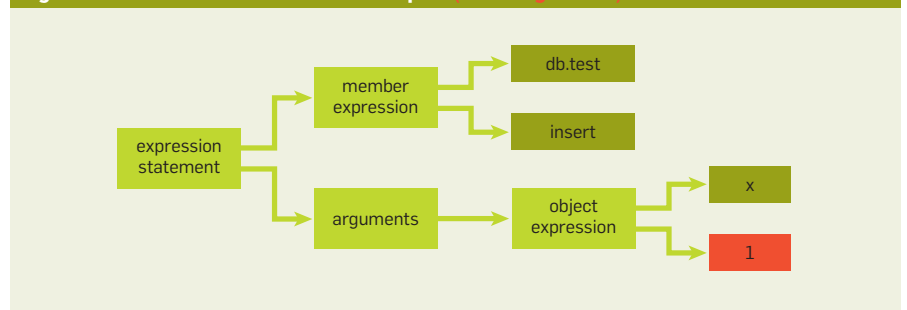 expression
statement
member
expression
db.test
insert
arguments
object
expression
x
1